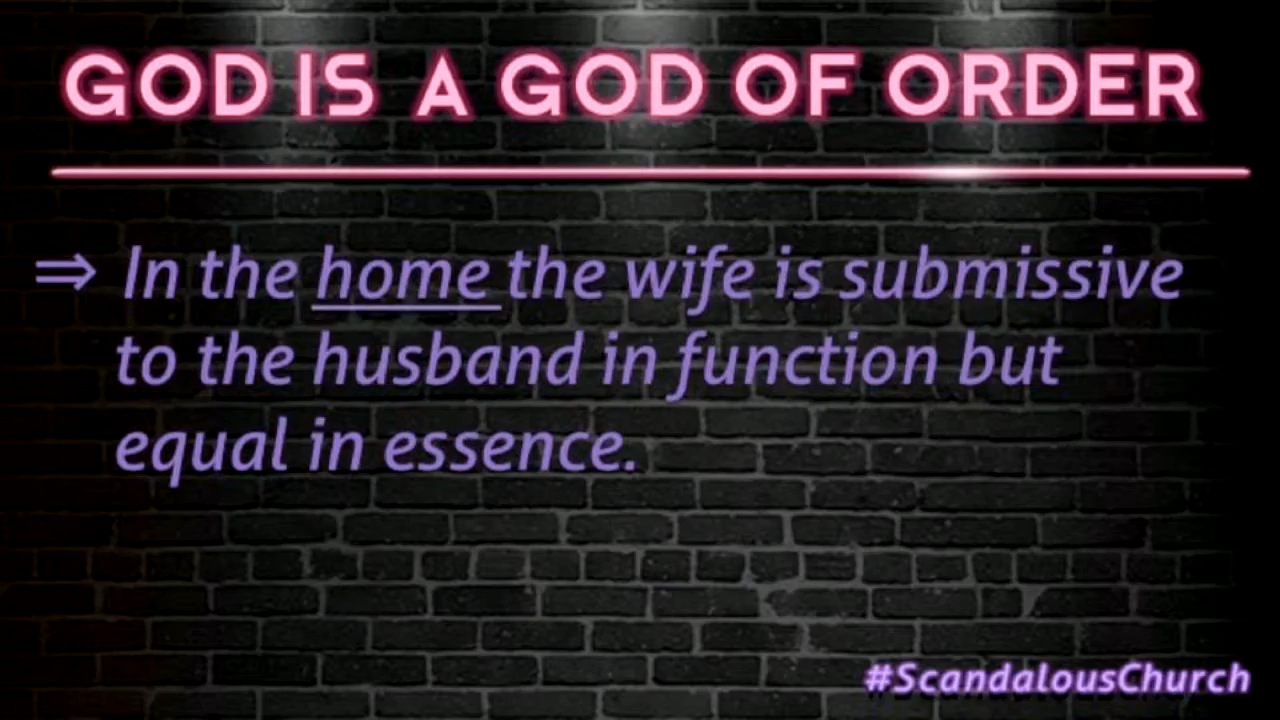 GOD IS A GOD OF ORDER
⇒ In the home the wife is submissive
to the husband in function but
equal in essence.
#ScandalousChurch